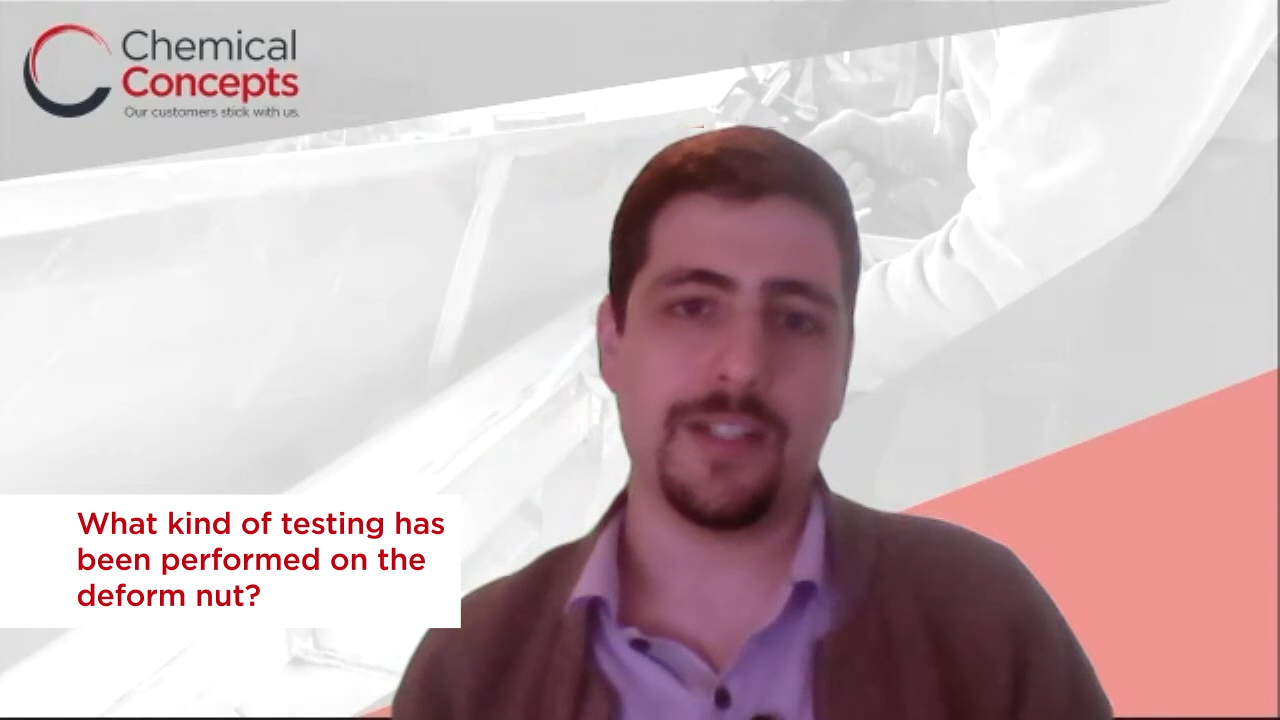 Chemical
Concepts
Our customers stick with us.
What kind of testing has
been performed on the
deform nut?